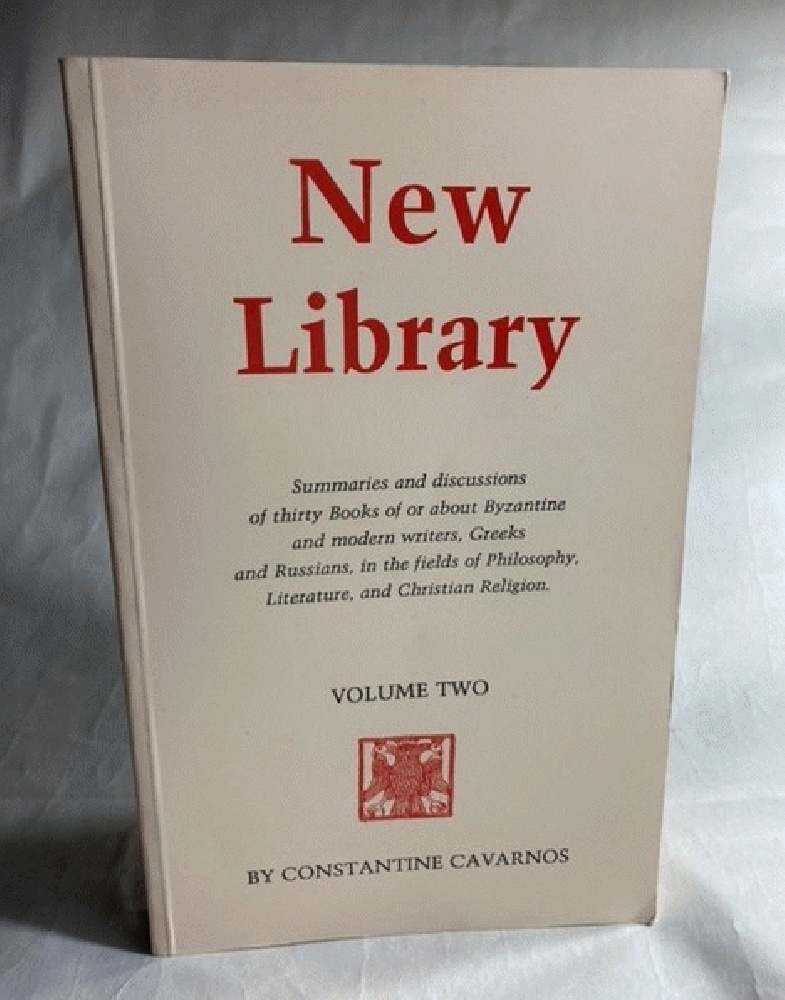 New
Library
Summaries and discussions
of thirty Books of or about Byzantine
and modern writers, Greeks
and Russians, in the fields of Philosophy,
Literature, and Christian Religion.
VOLUME TWO
BY CONSTANTINE CAVARNOS